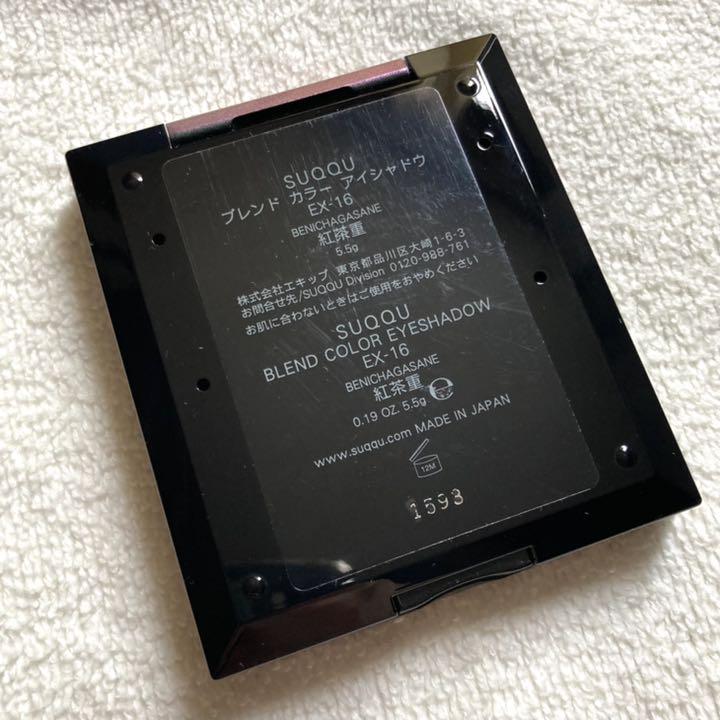 SUQQU
ブレンド カラー アイシャドウ
EX-16
BENICHAGASANE
紅茶重
5.5g
株式会社エキップ 東京都品川区大崎1-6-3
お問合せ先/SUQQU Division 0120-988-761
お肌に合わないときはご使用をおやめください
SUQQU
BLEND COLOR EYESHADOW
EX-16
BENICHAGASANE
紅茶重
0.19 OZ. 5.5g
www.suqqu.com MADE IN JAPAN
12M
1593